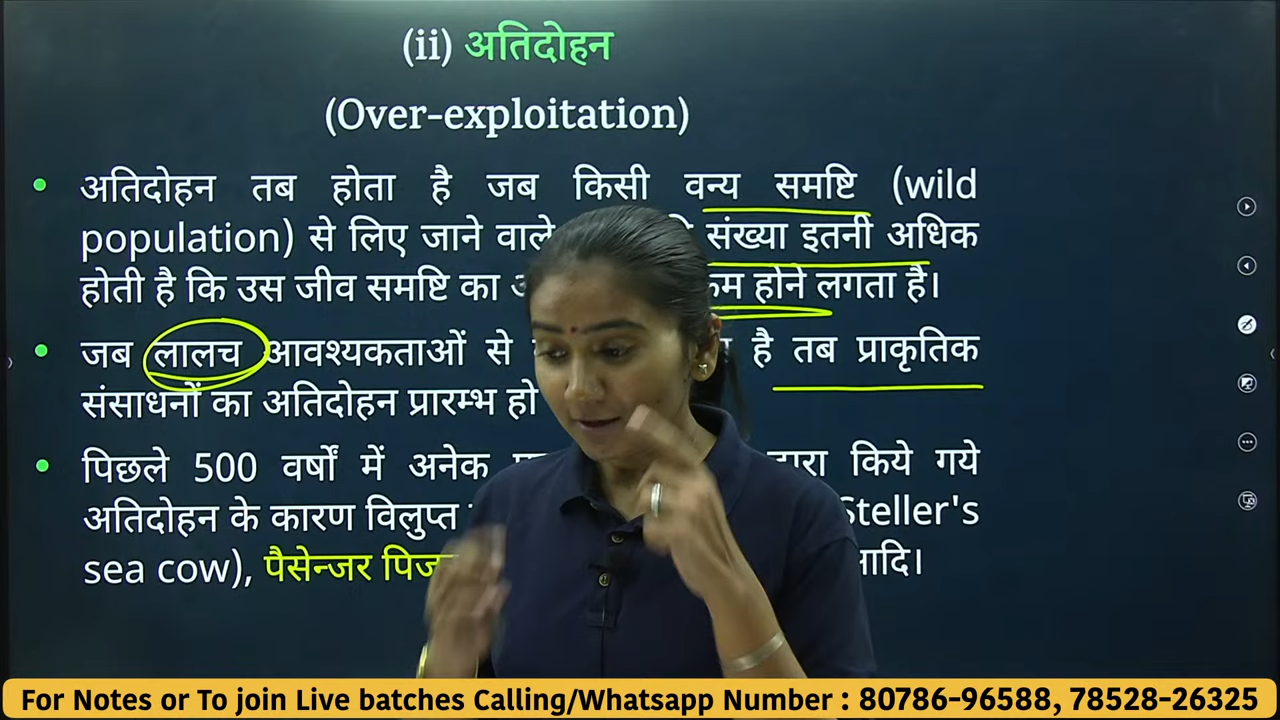 (ii) अतिदोहन
(Over-exploitation)
• अतिदोहन तब होता है जब किसी वन्य समष्टि (wild
population) से लिए जाने वाले संख्या इतनी अधिक
होती है कि उस जीव समष्टि का कम होने लगता है।
• जब लालच आवश्यकताओं से है तब प्राकृतिक
संसाधनों का अतिदोहन प्रारम्भ हो
• पिछले 500 वर्षों में अनेक द्वारा किये गये
अतिदोहन के कारण विलुप्त Steller's
sea cow), पैसेन्जर आदि।
For Notes or To join Live batches Calling/Whatsapp Number : 80786-96588, 78528-26325